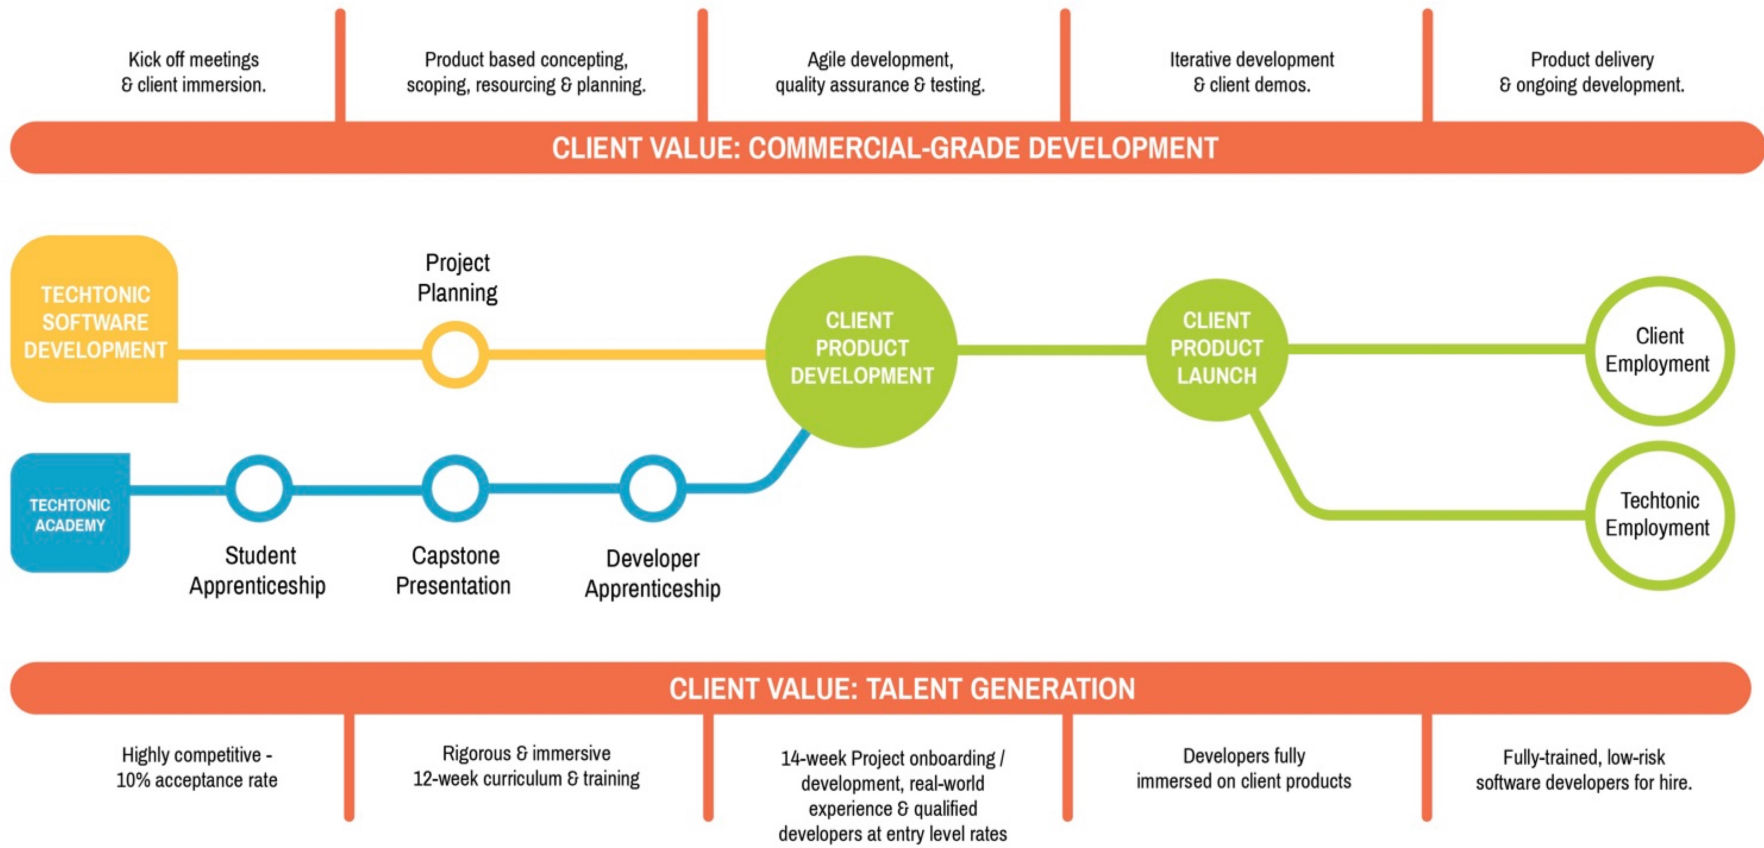 Kick off meetings
& client immersion.
Product based concepting,
scoping, resourcing & planning.
Agile development,
quality assurance & testing.
Iterative development
& client demos.
Product delivery
& ongoing development.
CLIENT VALUE: COMMERCIAL-GRADE DEVELOPMENT
TECHTONIC
SOFTWARE
DEVELOPMENT
Project
Planning
CLIENT
PRODUCT
DEVELOPMENT
CLIENT
PRODUCT
LAUNCH
Client
Employment
TECHTONIC
ACADEMY
Student
Apprenticeship
Capstone
Presentation
Developer
Apprenticeship
Techtonic
Employment
CLIENT VALUE: TALENT GENERATION
Highly competitive -
10% acceptance rate
Rigorous & immersive
12-week curriculum & training
14-week Project onboarding /
development, real-world
experience & qualified
developers at entry level rates
Developers fully
immersed on client products
Fully-trained, low-risk
software developers for hire.